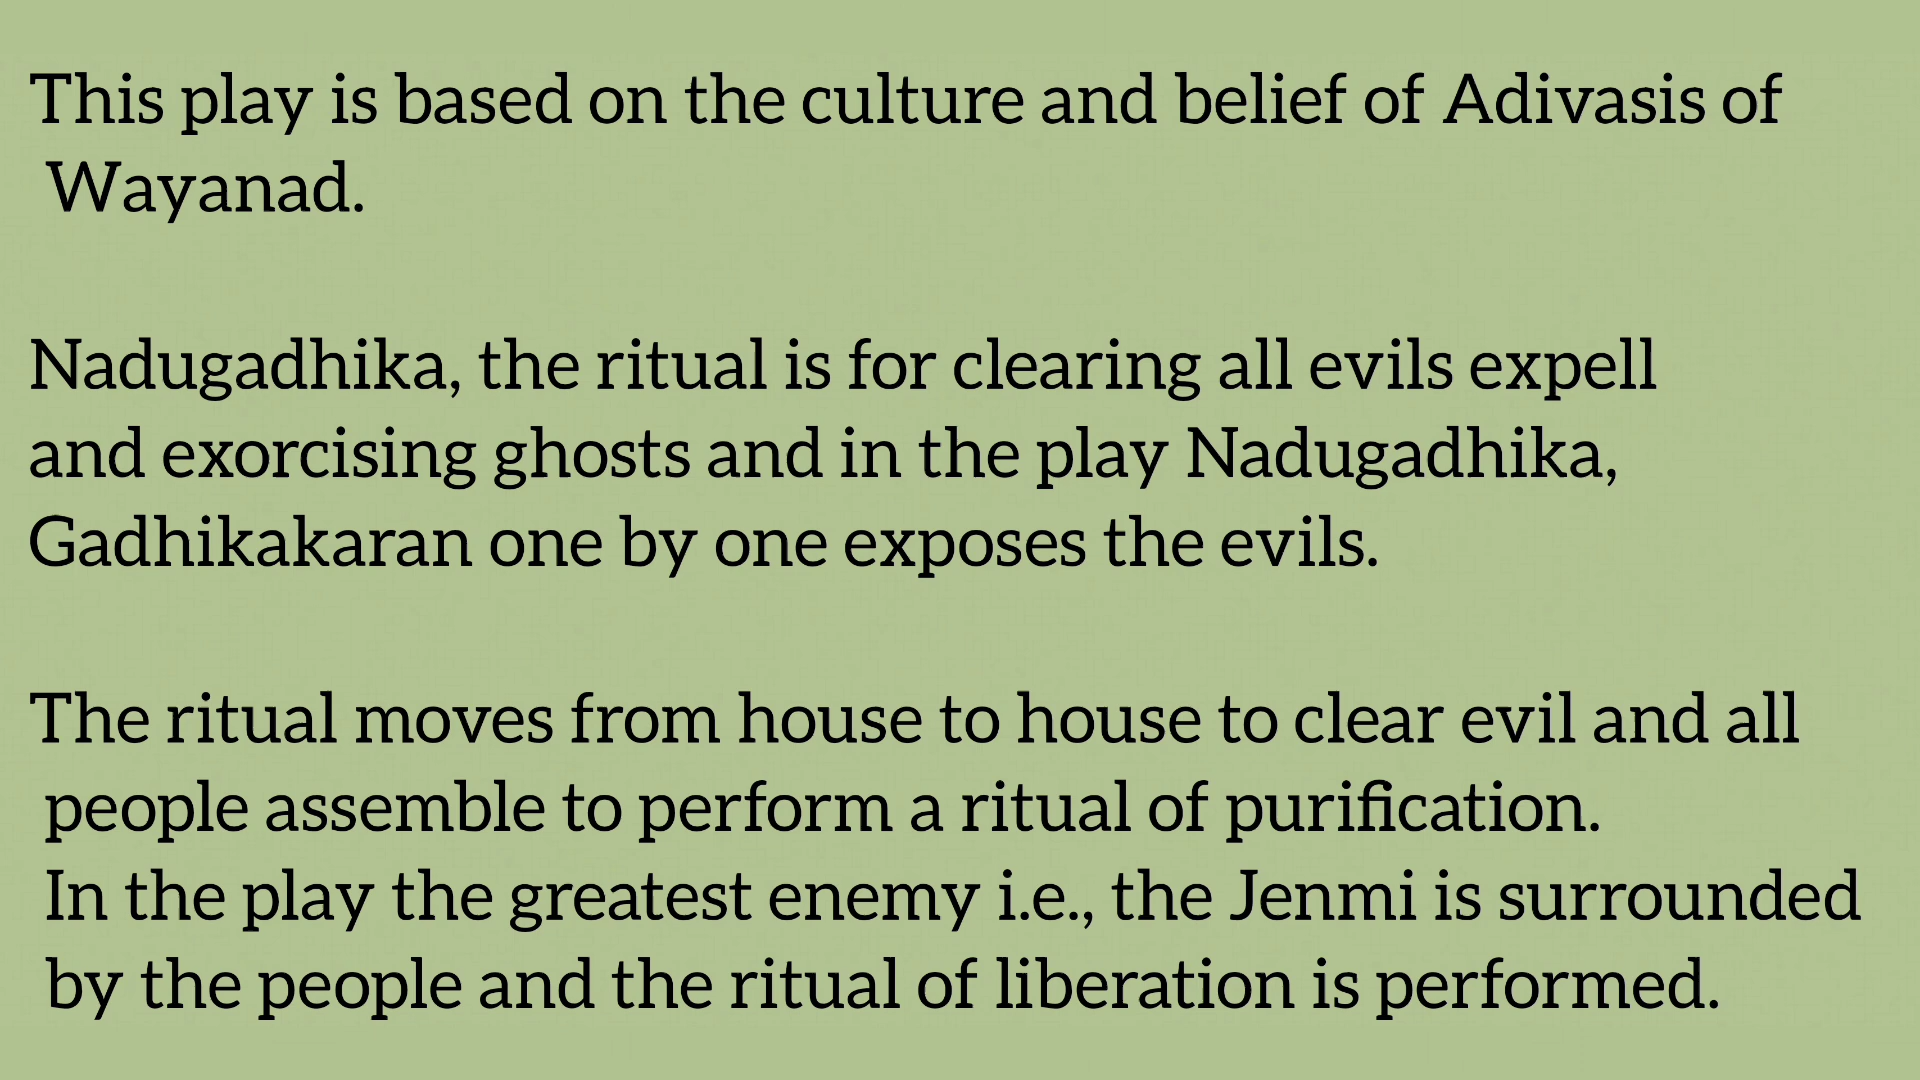 This play is based on the culture and belief of Adivasis of
Wayanad.
Nadugadhika, the ritual is for clearing all evils expell
and exorcising ghosts and in the play Nadugadhika,
Gadhikakaran one by one exposes the evils.
The ritual moves from house to house to clear evil and all
people assemble to perform a ritual of purification.
In the play the greatest enemy i.e., the Jenmi is surrounded
by the people and the ritual of liberation is performed.